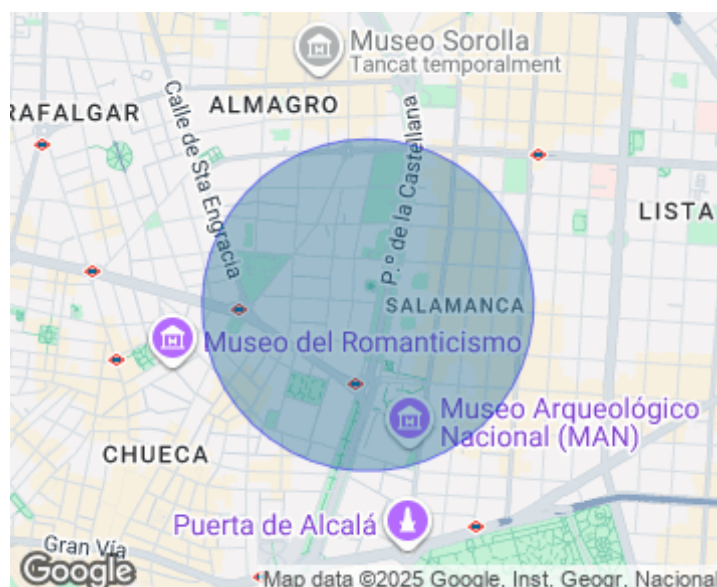 Museo Sorolla
Tancat temporalment
RAFALGAR
ALMAGRO
Calle de Sta Engracia
P.º de la Castellana
LISTA
SALAMANCA
Museo del Romanticismo
Museo Arqueológico
Nacional (MAN)
CHUECA
Puerta de Alcalá
Gran Vía
Google
Map data ©2025 Google, Inst. Geogr. Nacional